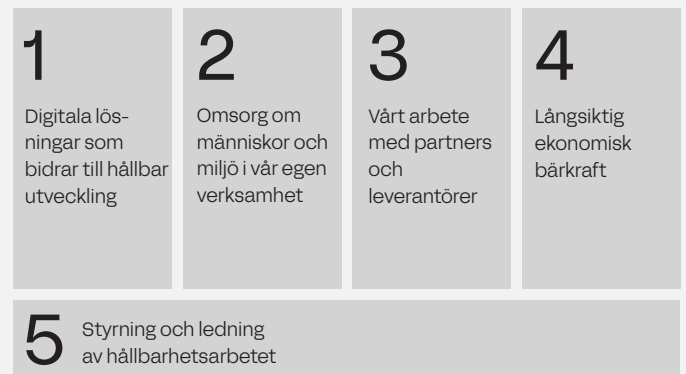 1
Digitala lös-
ningar som
bidrar till hållbar
utveckling
2
Omsorg om
människor och
miljö i vår egen
verksamhet
3
Vårt arbete
med partners
och
leverantörer
4
Långsiktig
ekonomisk
bärkraft
5
Styrning och ledning
av hållbarhetsarbetet